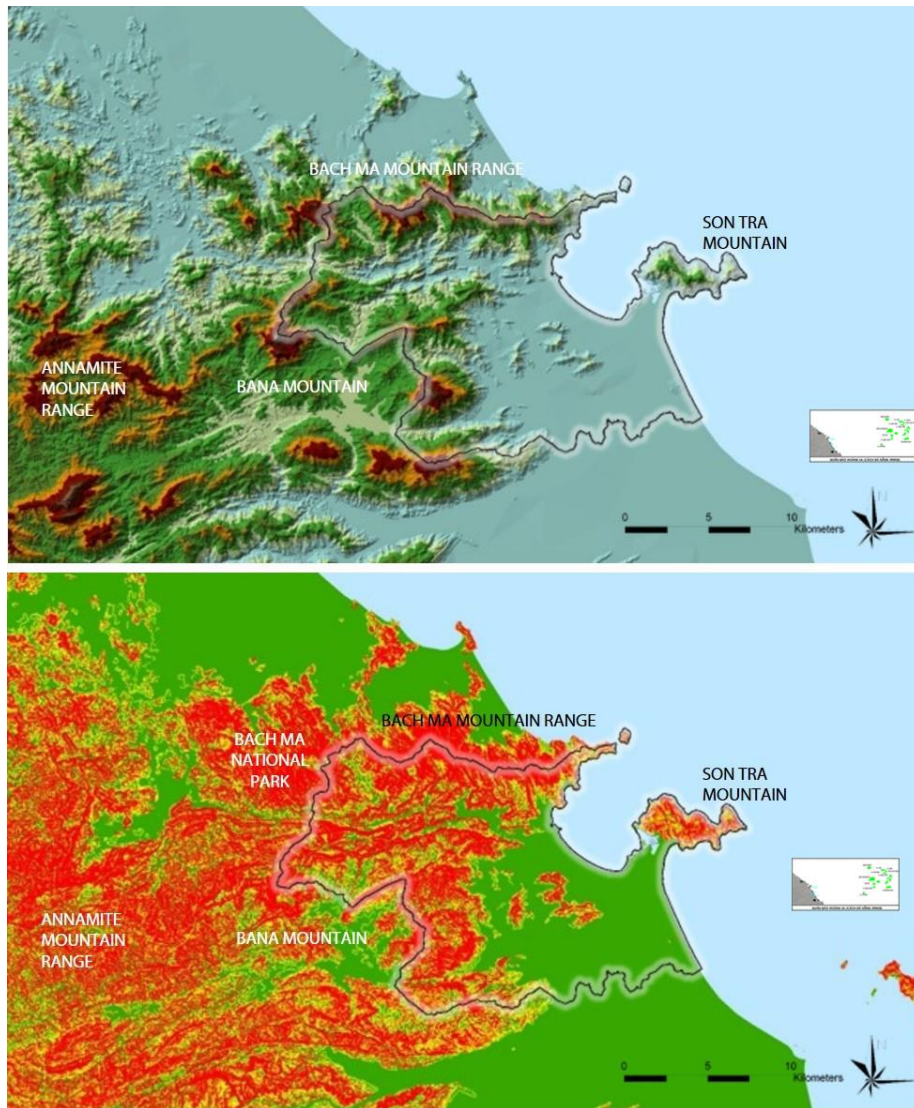 BACH MA MOUNTAIN RANGE
SON TRA
MOUNTAIN
ANNAMITE
MOUNTAIN
RANGE
BANA MOUNTAIN
N
0 5 10
Kilometers
BACH MA MOUNTAIN RANGE
BACH MA
NATIONAL
PARK
SON TRA
MOUNTAIN
ANNAMITE
MOUNTAIN
RANGE
BANA MOUNTAIN
N
0 5 10
Kilometers